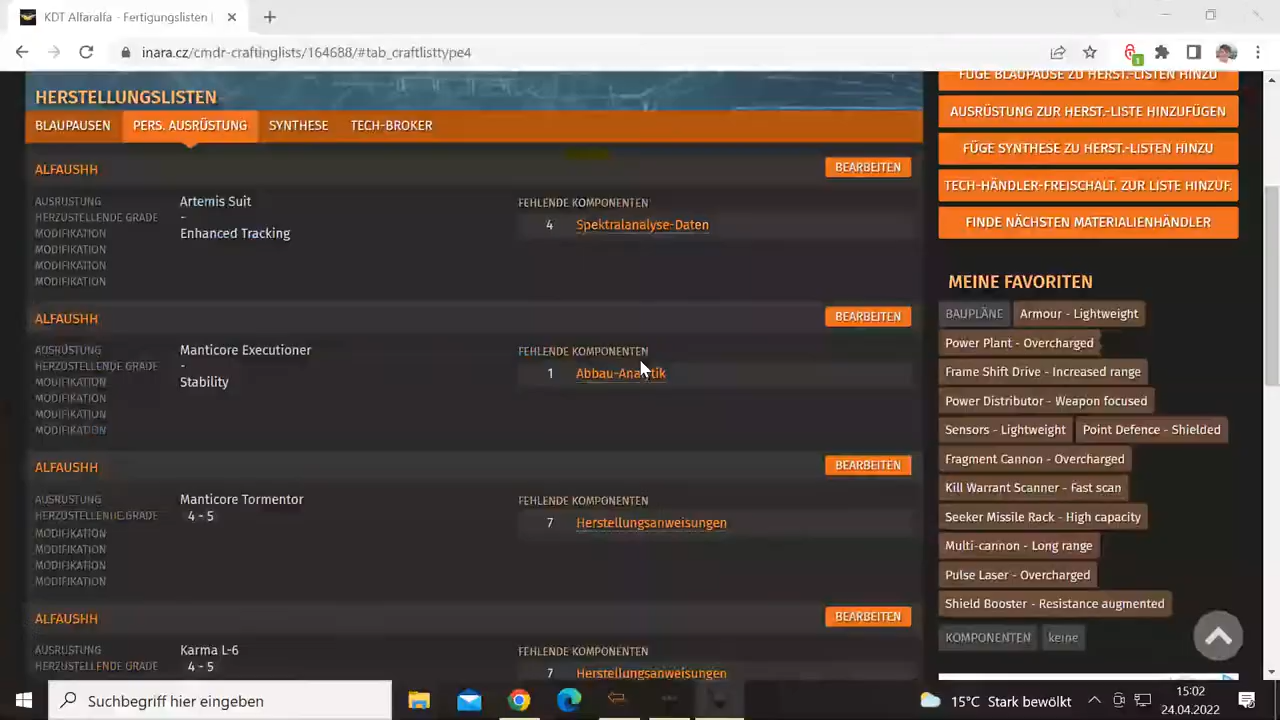 KDT Alfaralfa - Fertigungslisten |
inara.cz/cmdr-craftinglists/164688/#tab_craftlisttype4
1
HERSTELLUNGSLISTEN
BLAUPAUSEN PERS. AUSRÜSTUNG SYNTHESE TECH-BROKER
ALFAUSHH BEARBEITEN
AUSRÜSTUNG Artemis Suit
HERZUSTELLENDE GRADE -
MODIFIKATION Enhanced Tracking
MODIFIKATION
MODIFIKATION
MODIFIKATION
FEHLENDE KOMPONENTEN
4 Spektralanalyse-Daten
ALFAUSHH BEARBEITEN
AUSRÜSTUNG Manticore Executioner
HERZUSTELLENDE GRADE -
MODIFIKATION Stability
MODIFIKATION
MODIFIKATION
MODIFIKATION
FEHLENDE KOMPONENTEN
1 Abbau-Analytik
ALFAUSHH BEARBEITEN
AUSRÜSTUNG Manticore Tormentor
HERZUSTELLENDE GRADE 4 - 5
MODIFIKATION
MODIFIKATION
MODIFIKATION
MODIFIKATION
FEHLENDE KOMPONENTEN
7 Herstellungsanweisungen
ALFAUSHH BEARBEITEN
AUSRÜSTUNG Karma L-6
HERZUSTELLENDE GRADE 4 - 5
FEHLENDE KOMPONENTEN
7 Herstellungsanweisungen
FÜGE BLAUPAUSE ZU HERST.-LISTEN HINZU
AUSRÜSTUNG ZUR HERST.-LISTE HINZUFÜGEN
FÜGE SYNTHESE ZU HERST.-LISTEN HINZU
TECH-HÄNDLER-FREISCHALT. ZUR LISTE HINZUF.
FINDE NÄCHSTEN MATERIALIENHÄNDLER
MEINE FAVORITEN
BAUPLÄNE Armour - Lightweight
Power Plant - Overcharged
Frame Shift Drive - Increased range
Power Distributor - Weapon focused
Sensors - Lightweight Point Defence - Shielded
Fragment Cannon - Overcharged
Kill Warrant Scanner - Fast scan
Seeker Missile Rack - High capacity
Multi-cannon - Long range
Pulse Laser - Overcharged
Shield Booster - Resistance augmented
KOMPONENTEN keine
Suchbegriff hier eingeben
15°C Stark bewölkt
15:02
24.04.2022